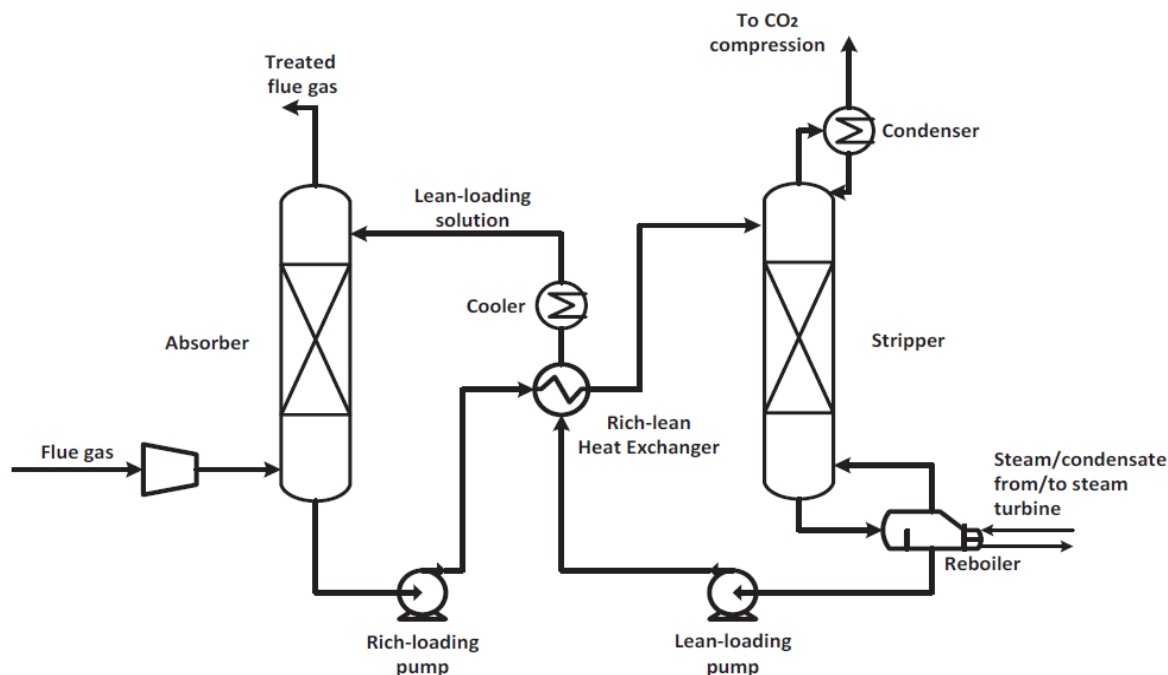 To CO₂
compression
Treated
flue gas
Condenser
Lean-loading
solution
Cooler
Absorber
Stripper
Rich-lean
Heat Exchanger
Flue gas
Steam/condensate
from/to steam
turbine
Reboiler
Rich-loading
pump
Lean-loading
pump